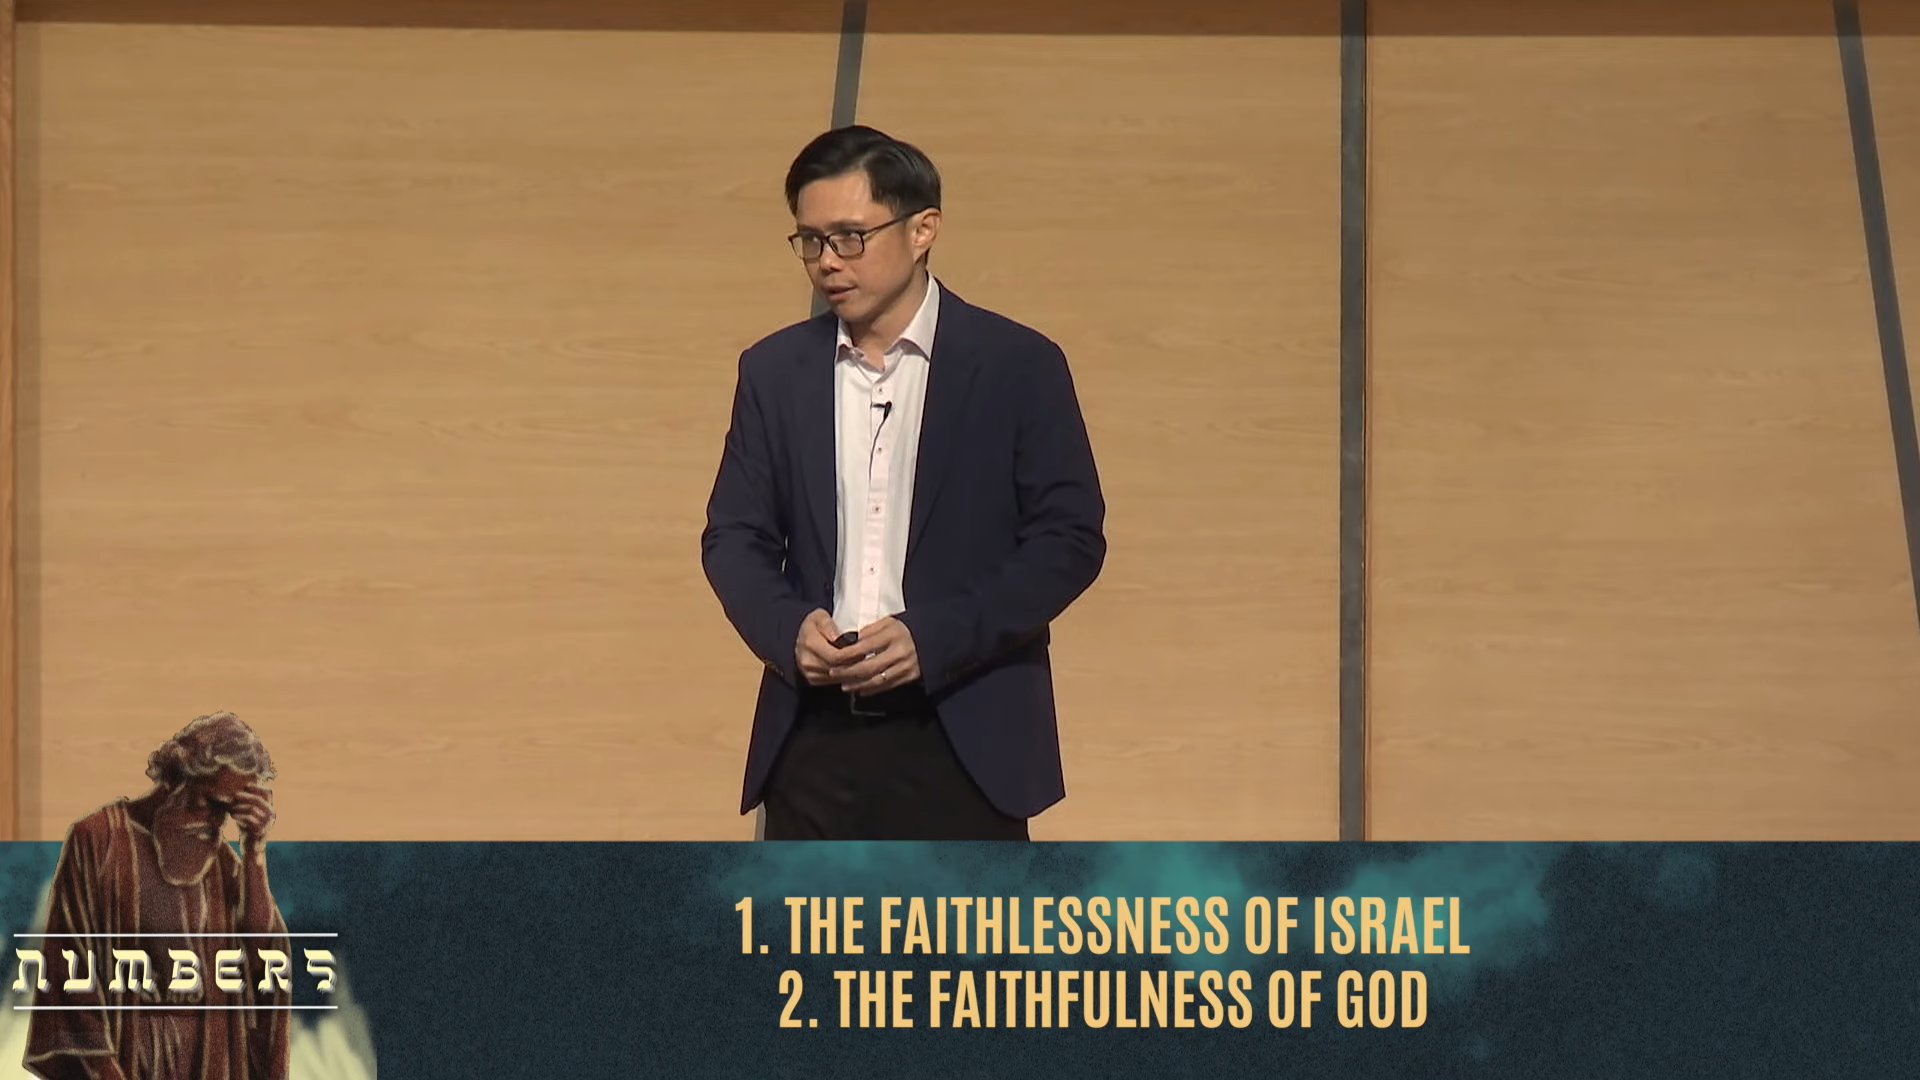 NUMBERS
1. THE FAITHLESSNESS OF ISRAEL
2. THE FAITHFULNESS OF GOD